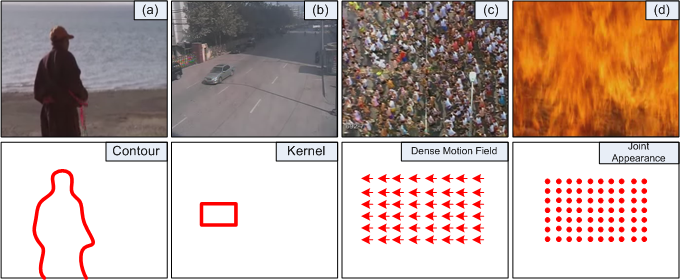 (a)
(b)
(c)
(d)
Contour
Kernel
Dense Motion Field
Joint
Appearance